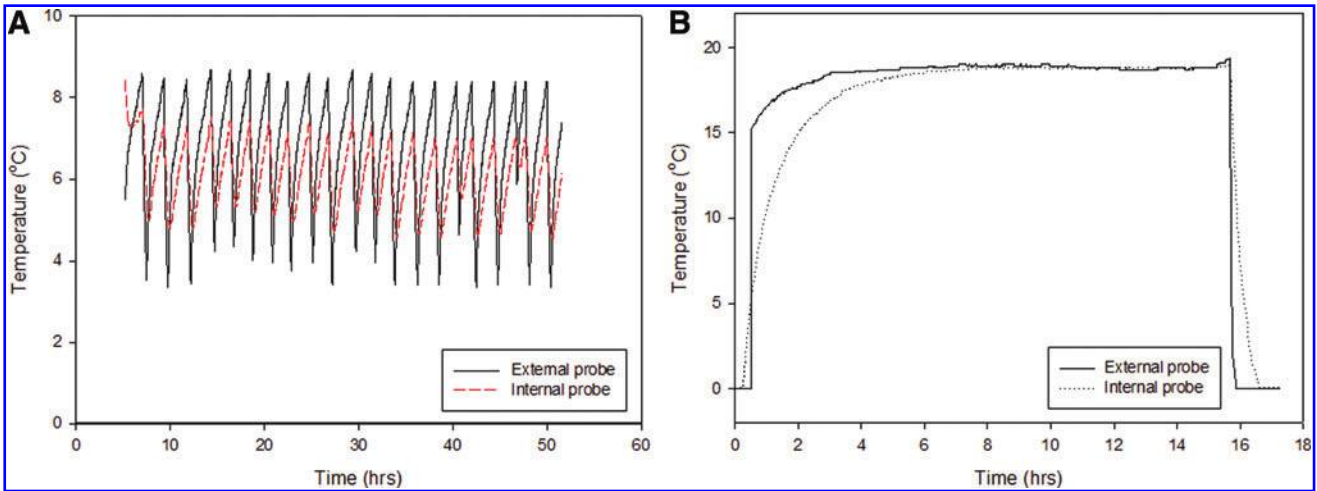 A
10
8
6
4
2
0
Temperature (°C)
External probe
Internal probe
0 10 20 30 40 50 60
Time (hrs)
B
20
15
10
5
0
Temperature (°C)
External probe
Internal probe
0 2 4 6 8 10 12 14 16 18
Time (hrs)